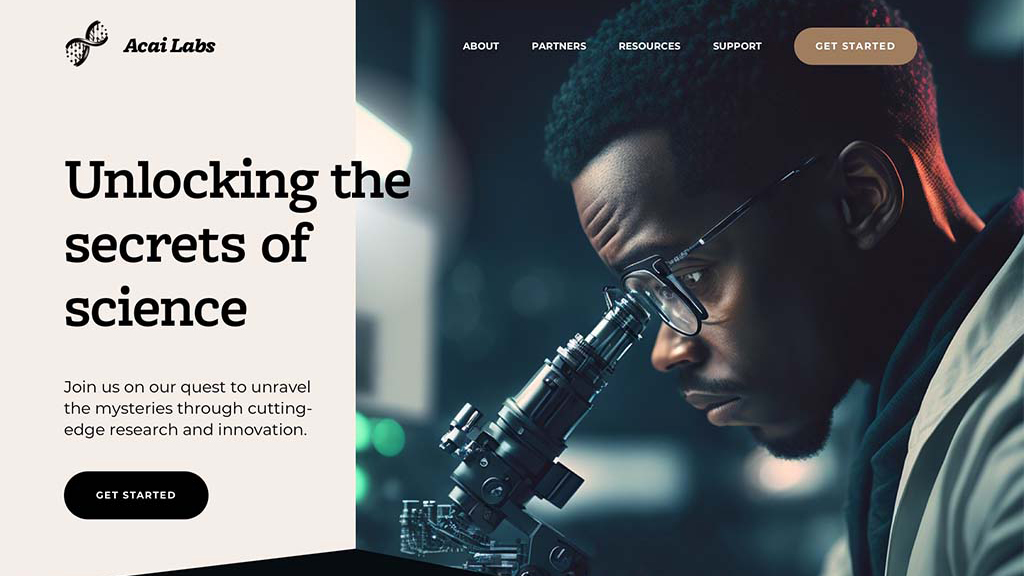 Acai Labs
ABOUT PARTNERS RESOURCES SUPPORT GET STARTED
Unlocking the
secrets of
science
Join us on our quest to unravel
the mysteries through cutting-
edge research and innovation.
GET STARTED